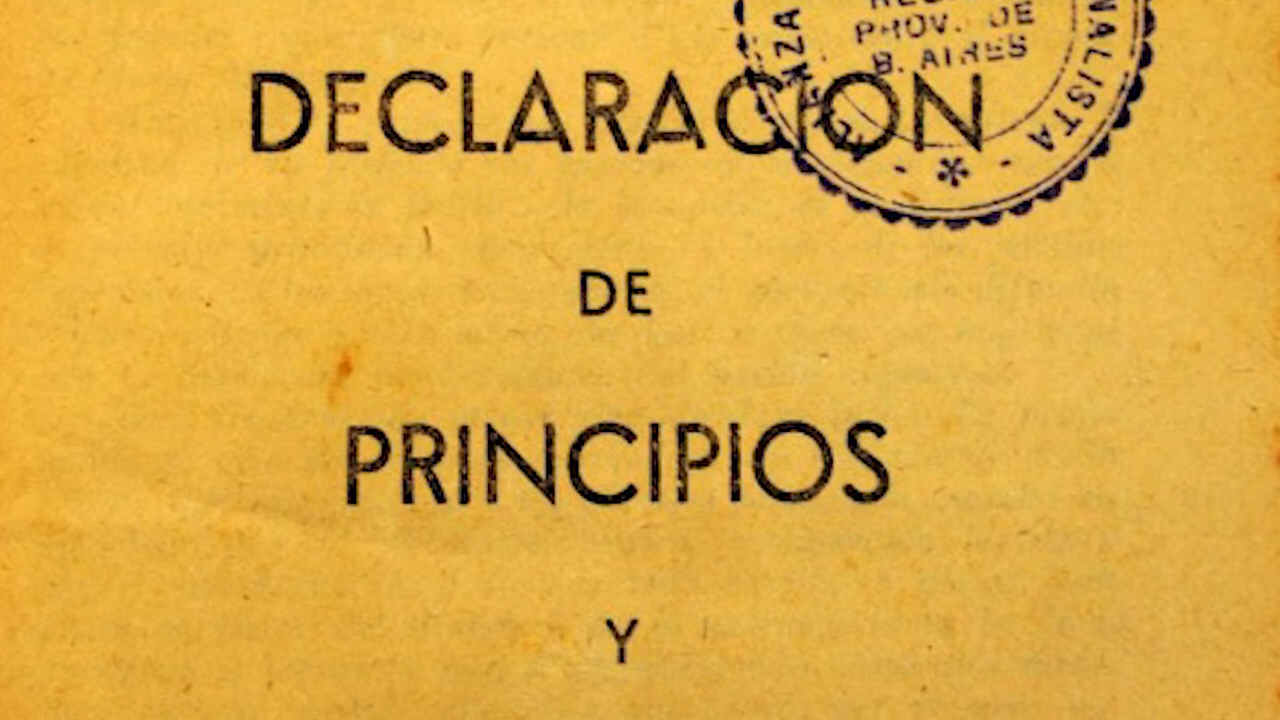 PROV. DE
B. AIRES
DECLARACION
DE
PRINCIPIOS
Y